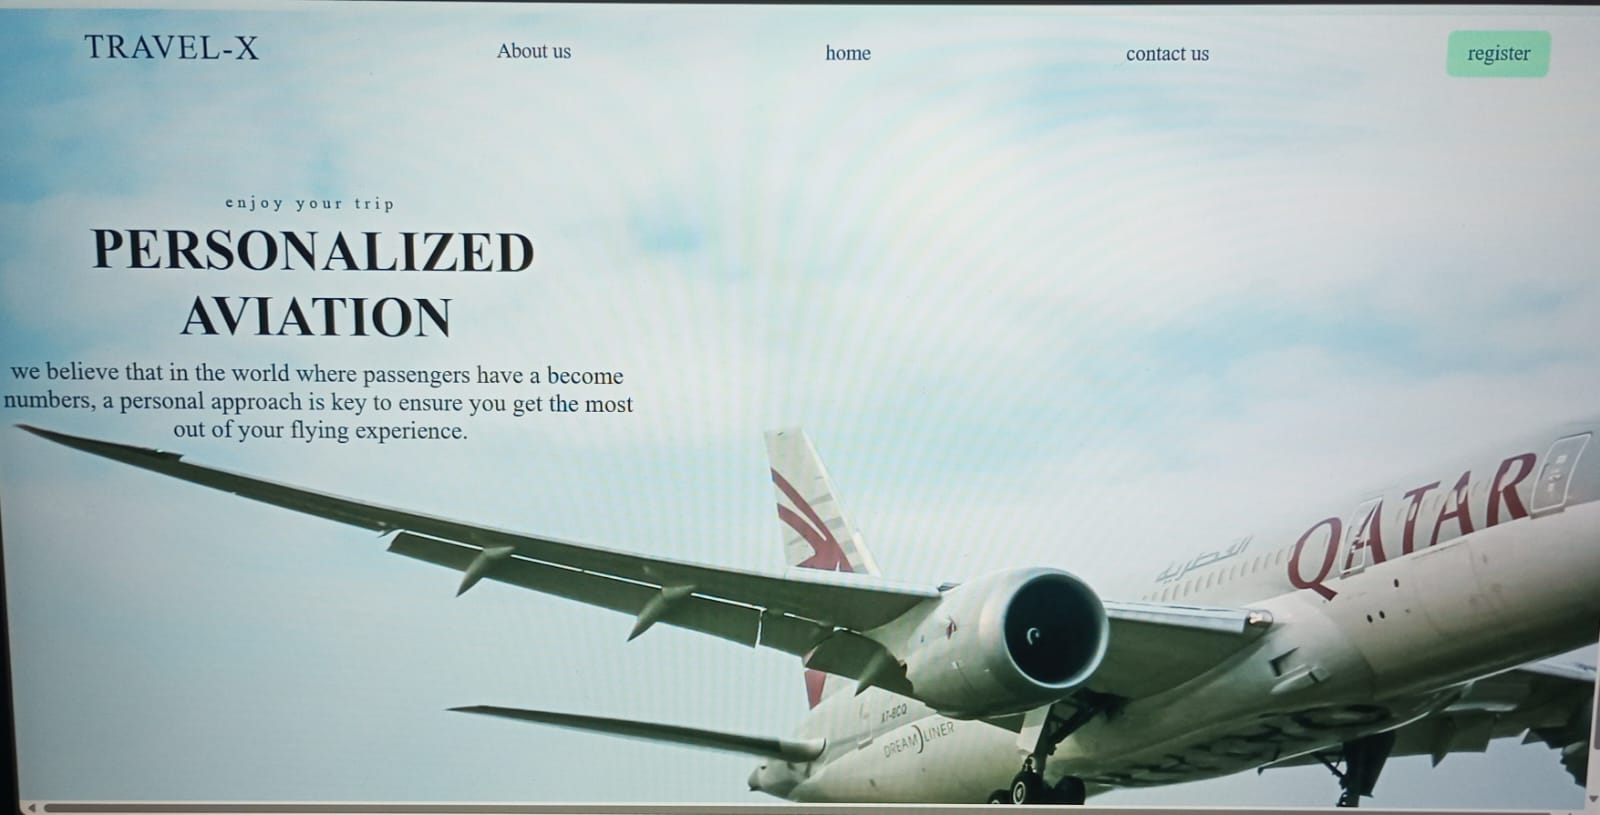 TRAVEL-X
About us
home
contact us
register
enjoy your trip
PERSONALIZED
AVIATION
we believe that in the world where passengers have a become
numbers, a personal approach is key to ensure you get the most
out of your flying experience.
QATAR
القطرية
A7-BCQ
DREAMLINER